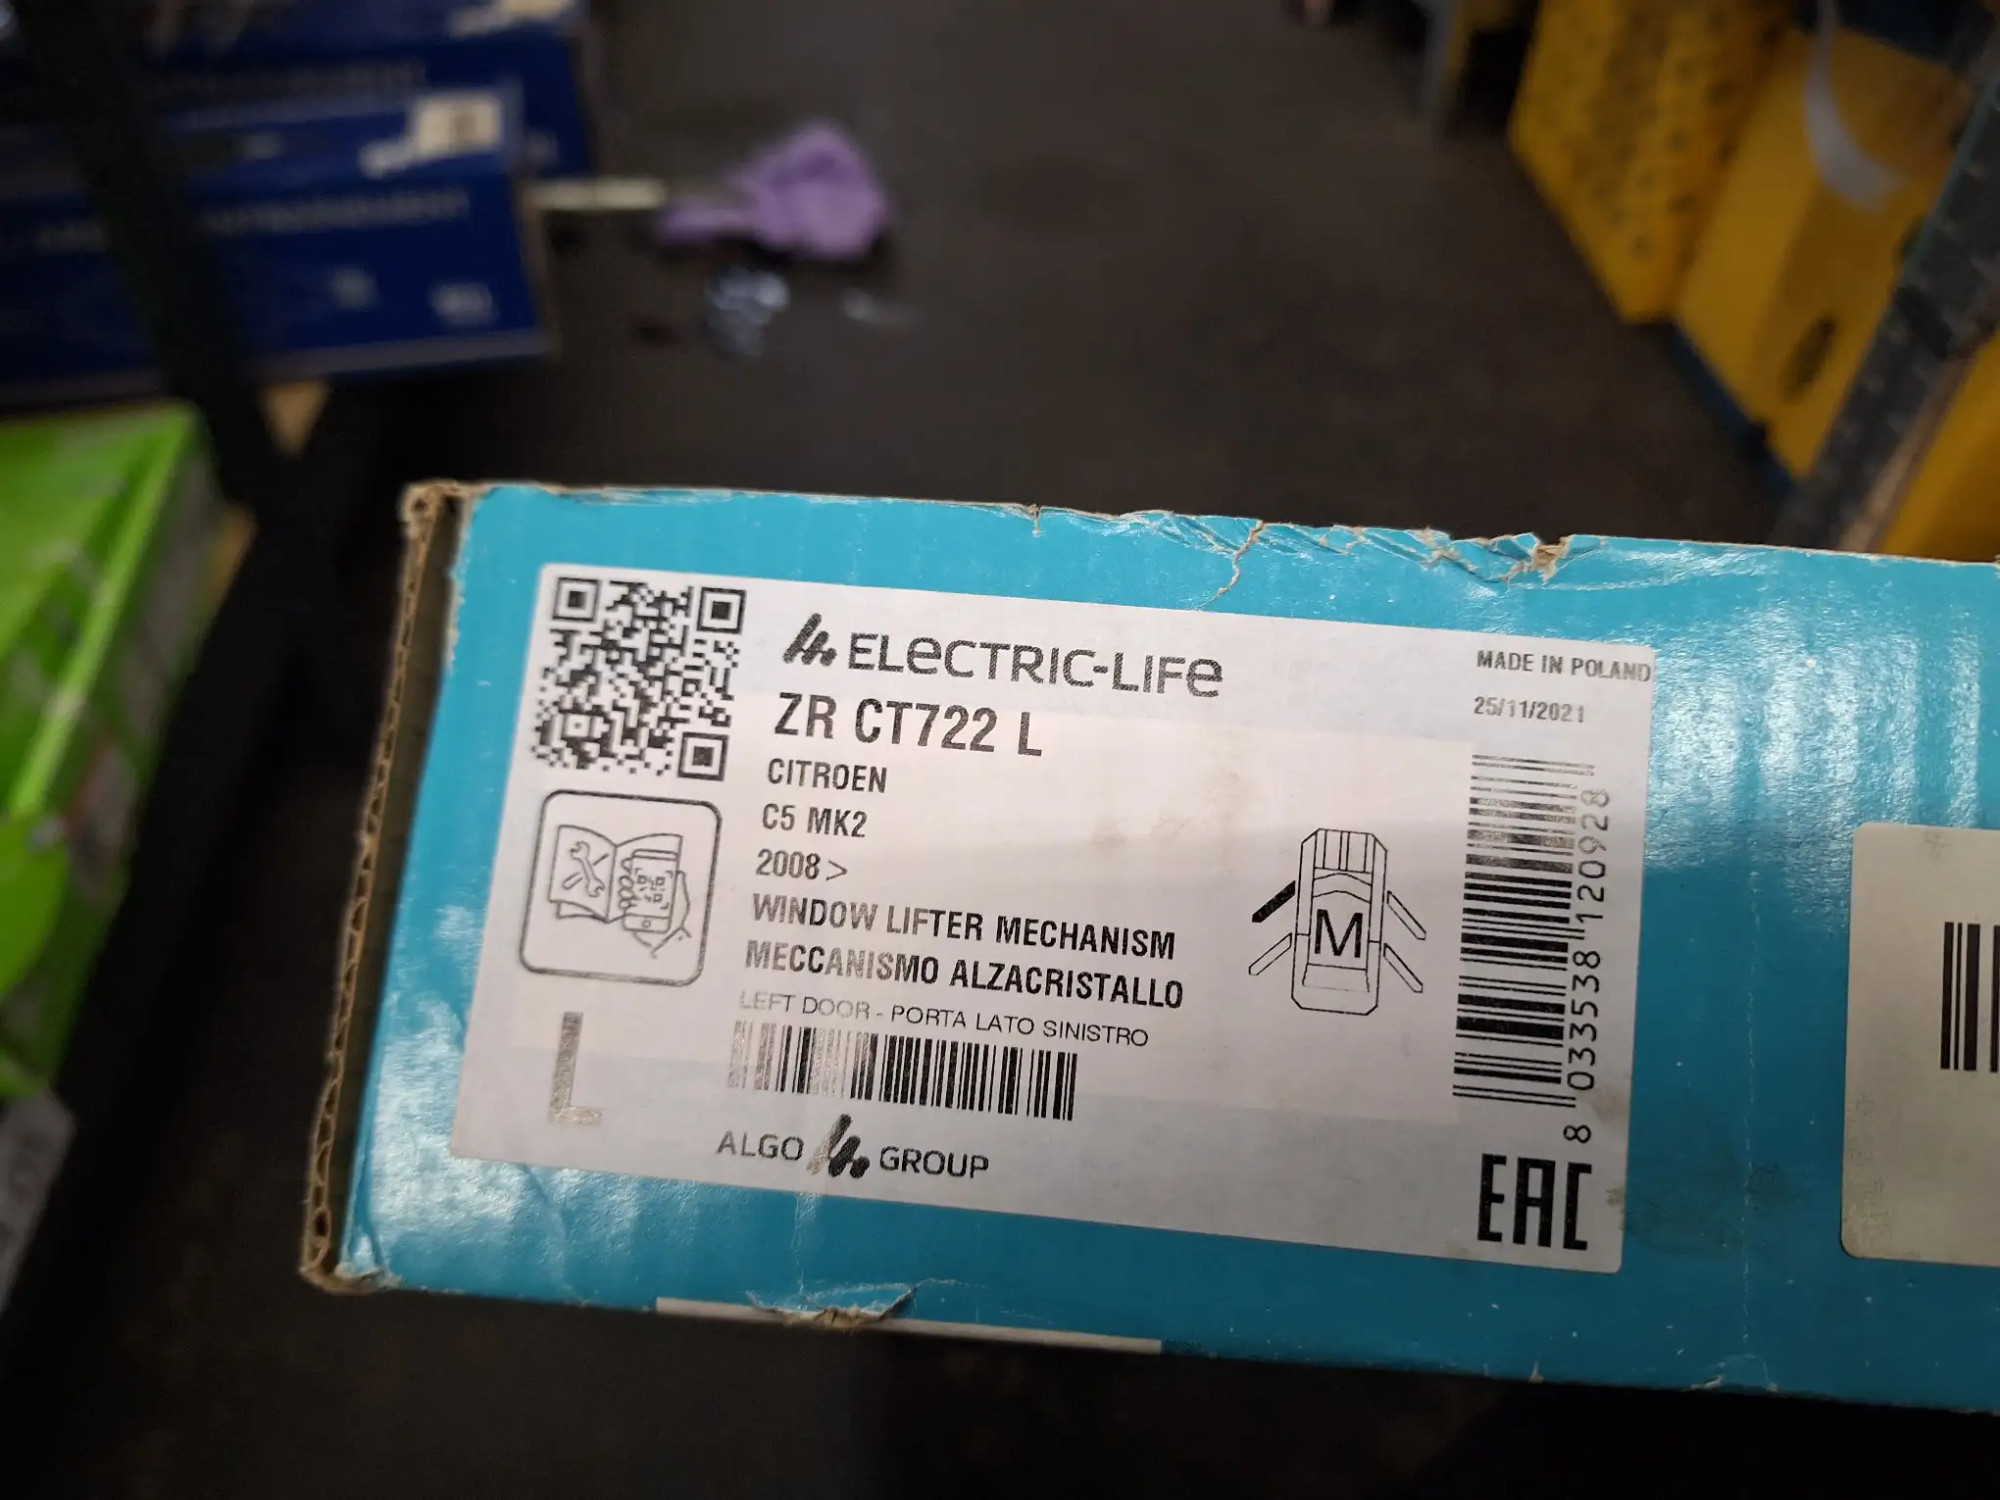 ELECTRIC-LIFE
ZR CT722 L
CITROEN
C5 MK2
2008 >
WINDOW LIFTER MECHANISM
MECCANISMO ALZACRISTALLO
LEFT DOOR - PORTA LATO SINISTRO
L
ALGO GROUP
MADE IN POLAND
25/11/2021
M
8 033538 120928
EAC